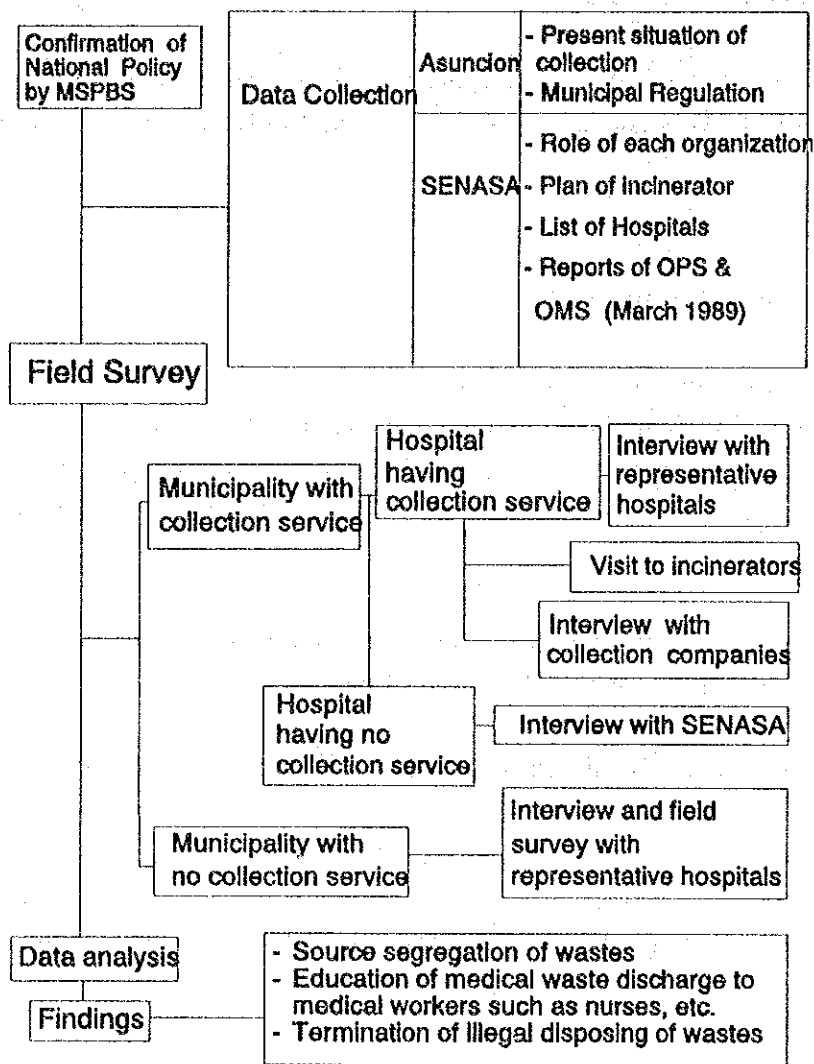 Confirmation of
National Policy
by MSPBS
Data Collection
Asuncion
- Present situation of
collection
- Municipal Regulation
SENASA
- Role of each organization
- Plan of incinerator
- List of Hospitals
- Reports of OPS &
OMS (March 1989)
Field Survey
Municipality with
collection service
Hospital
having
collection service
Interview with
representative
hospitals
Visit to incinerators
Interview with
collection companies
Hospital
having no
collection service
Interview with SENASA
Municipality with
no collection service
Interview and field
survey with
representative hospitals
Data analysis
Findings
- Source segregation of wastes
- Education of medical waste discharge to
medical workers such as nurses, etc.
- Termination of illegal disposing of wastes